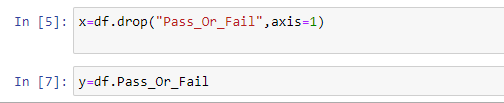 In [5]: x=df.drop("Pass_Or_Fail",axis=1)
In [7]: y=df.Pass_Or_Fail